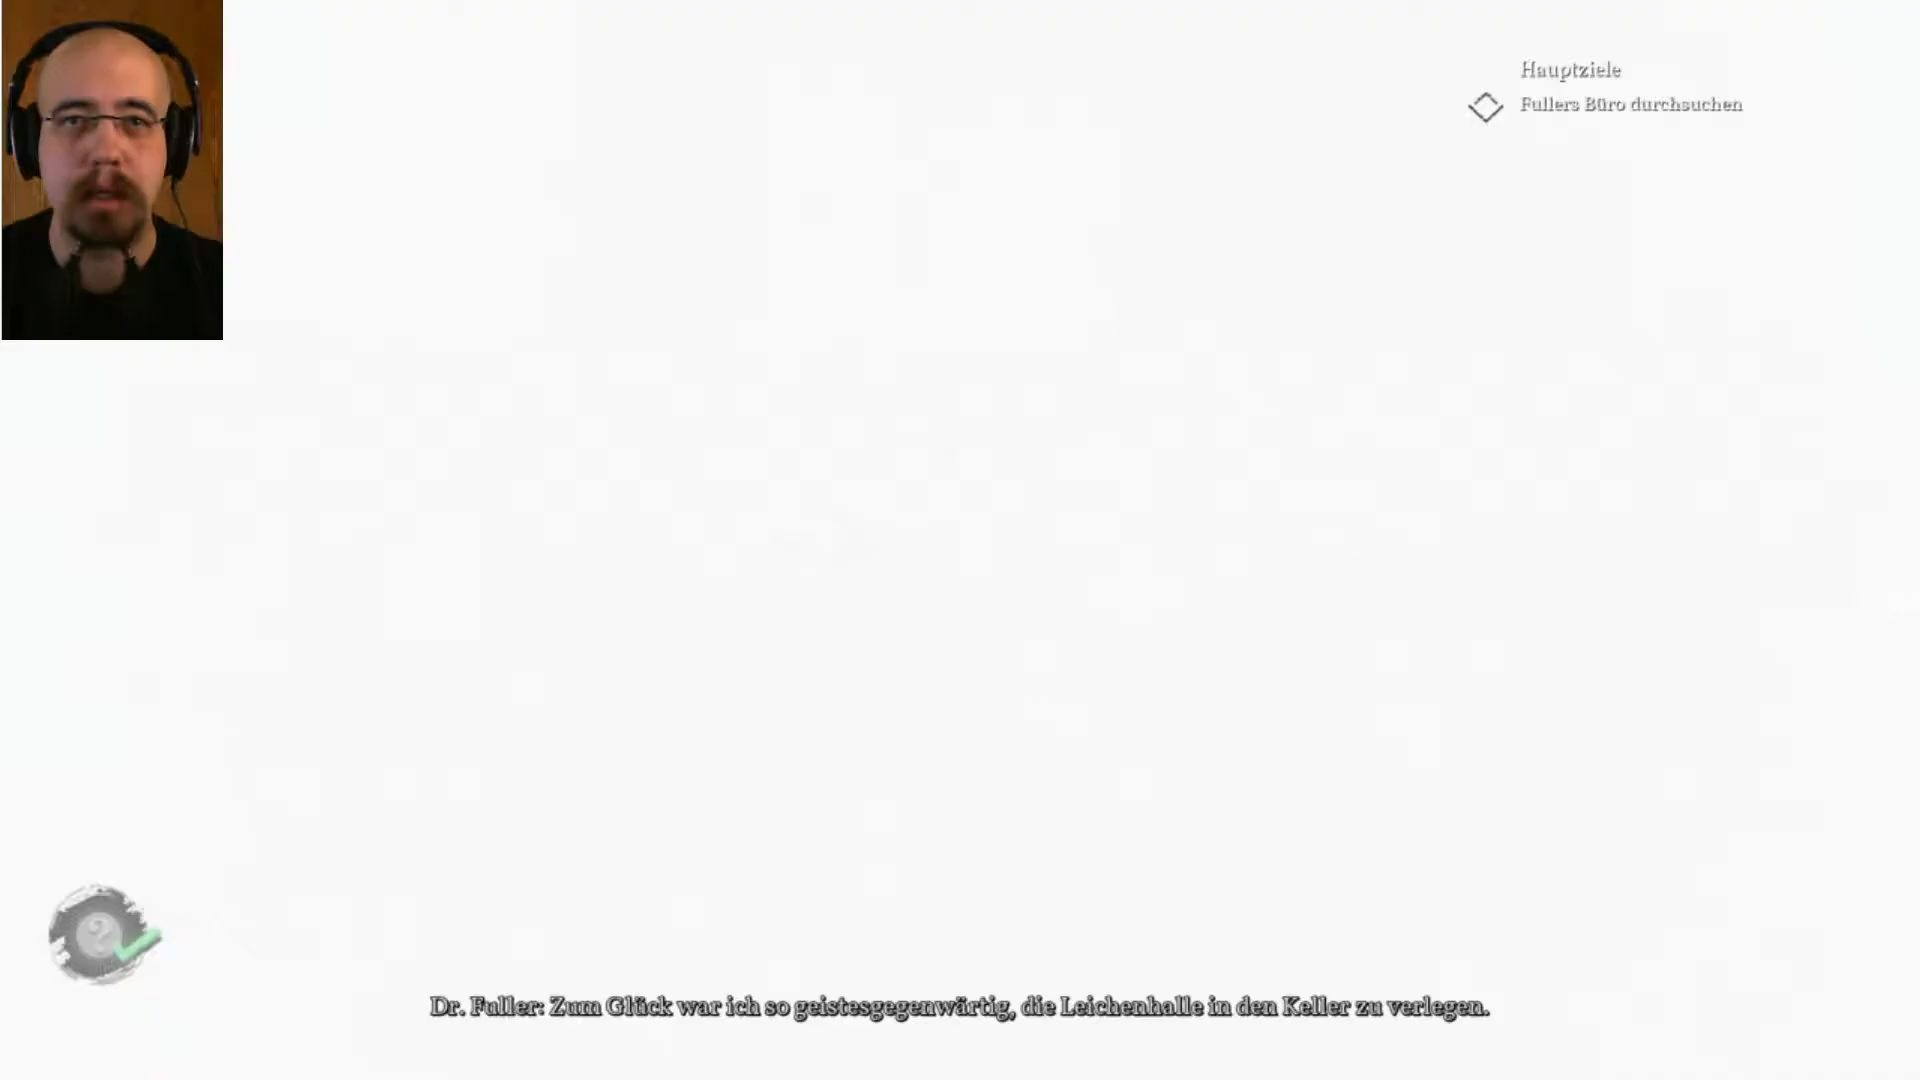 Hauptziele
Fullers Büro durchsuchen
?
Dr. Fuller: Zum Glück war ich so geistesgegenwärtig, die Leichenhalle in den Keller zu verlegen.